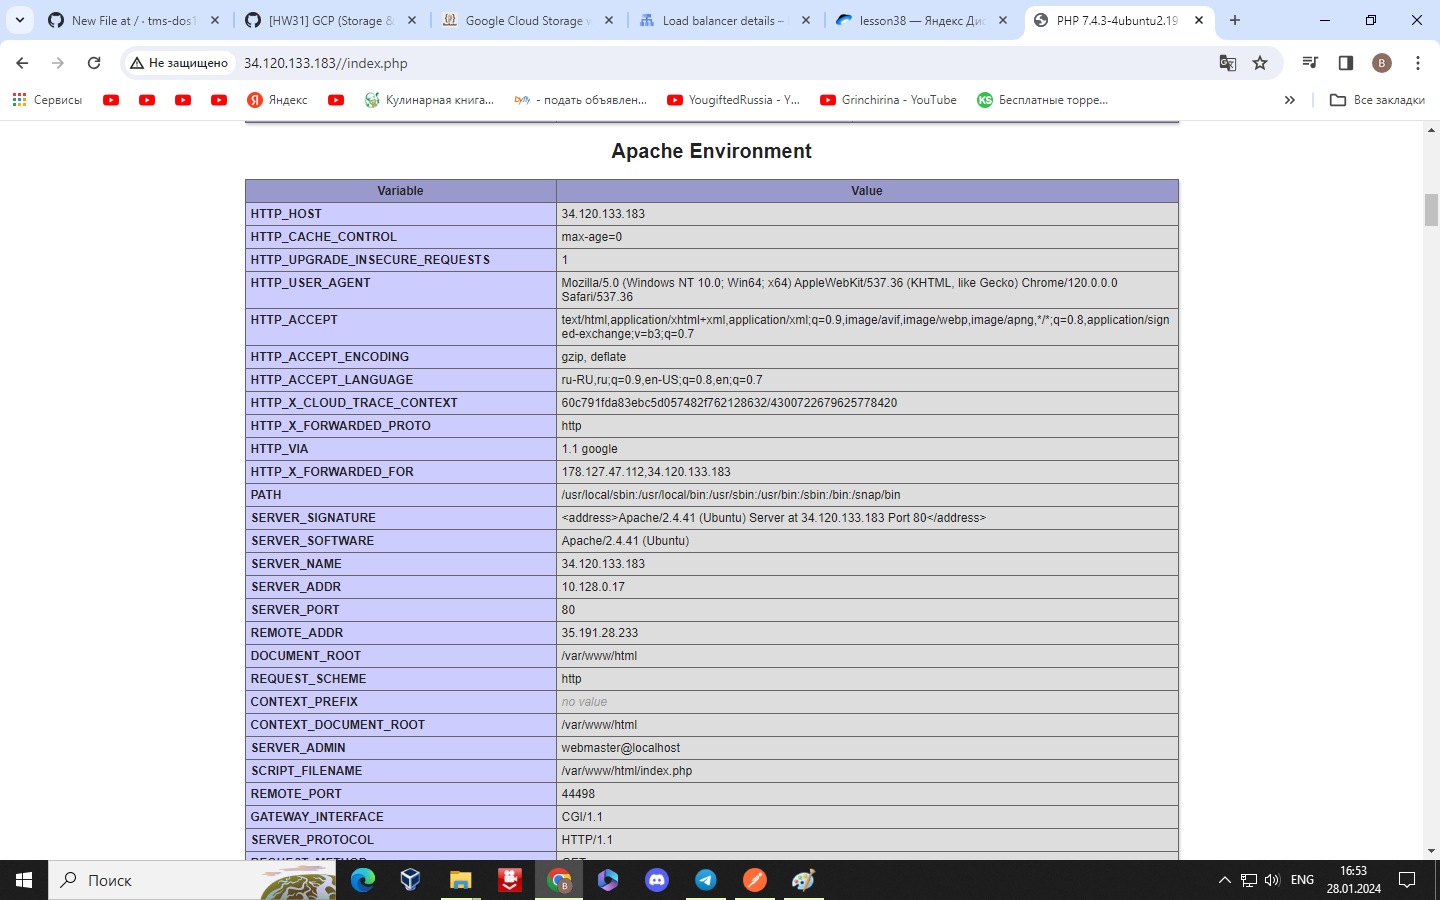 New File at / · tms-dos1
[HW31] GCP (Storage &
Google Cloud Storage w
Load balancer details –
lesson38 — Яндекс Дис
PHP 7.4.3-4ubuntu2.19
Не защищено
34.120.133.183//index.php
B
Сервисы
Яндекс
Кулинарная книга...
- подать объявлен...
YougiftedRussia - Y...
Grinchirina - YouTube
KS
Бесплатные торре...
Все закладки
Apache Environment
Variable Value
HTTP_HOST 34.120.133.183
HTTP_CACHE_CONTROL max-age=0
HTTP_UPGRADE_INSECURE_REQUESTS 1
HTTP_USER_AGENT Mozilla/5.0 (Windows NT 10.0; Win64; x64) AppleWebKit/537.36 (KHTML, like Gecko) Chrome/120.0.0.0
Safari/537.36
HTTP_ACCEPT text/html,application/xhtml+xml,application/xml;q=0.9,image/avif,image/webp,image/apng,*/*;q=0.8,application/sign
ed-exchange;v=b3;q=0.7
HTTP_ACCEPT_ENCODING gzip, deflate
HTTP_ACCEPT_LANGUAGE ru-RU,ru;q=0.9,en-US;q=0.8,en;q=0.7
HTTP_X_CLOUD_TRACE_CONTEXT 60c791fda83ebc5d057482f762128632/4300722679625778420
HTTP_X_FORWARDED_PROTO http
HTTP_VIA 1.1 google
HTTP_X_FORWARDED_FOR 178.127.47.112,34.120.133.183
PATH /usr/local/sbin:/usr/local/bin:/usr/sbin:/usr/bin:/sbin:/bin:/snap/bin
SERVER_SIGNATURE <address>Apache/2.4.41 (Ubuntu) Server at 34.120.133.183 Port 80</address>
SERVER_SOFTWARE Apache/2.4.41 (Ubuntu)
SERVER_NAME 34.120.133.183
SERVER_ADDR 10.128.0.17
SERVER_PORT 80
REMOTE_ADDR 35.191.28.233
DOCUMENT_ROOT /var/www/html
REQUEST_SCHEME http
CONTEXT_PREFIX no value
CONTEXT_DOCUMENT_ROOT /var/www/html
SERVER_ADMIN webmaster@localhost
SCRIPT_FILENAME /var/www/html/index.php
REMOTE_PORT 44498
GATEWAY_INTERFACE CGI/1.1
SERVER_PROTOCOL HTTP/1.1
REQUEST_METHOD GET
Поиск
B
ENG
16:53
28.01.2024